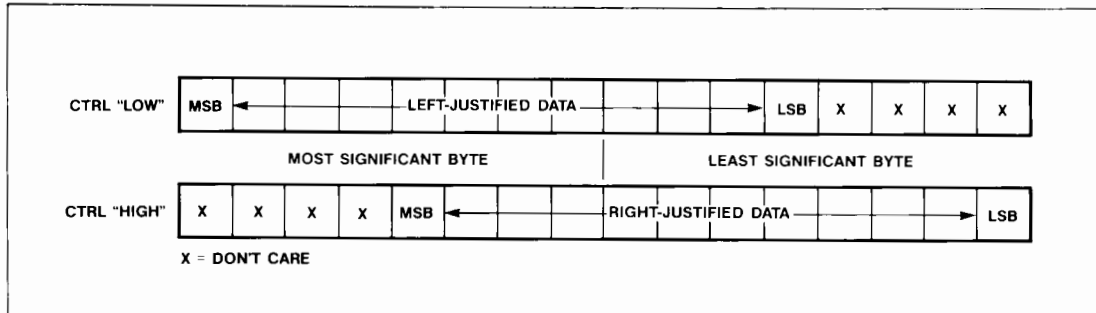 CTRL "LOW" MSB LEFT-JUSTIFIED DATA LSB X X X X
MOST SIGNIFICANT BYTE LEAST SIGNIFICANT BYTE
CTRL "HIGH" X X X X MSB RIGHT-JUSTIFIED DATA LSB
X = DON'T CARE